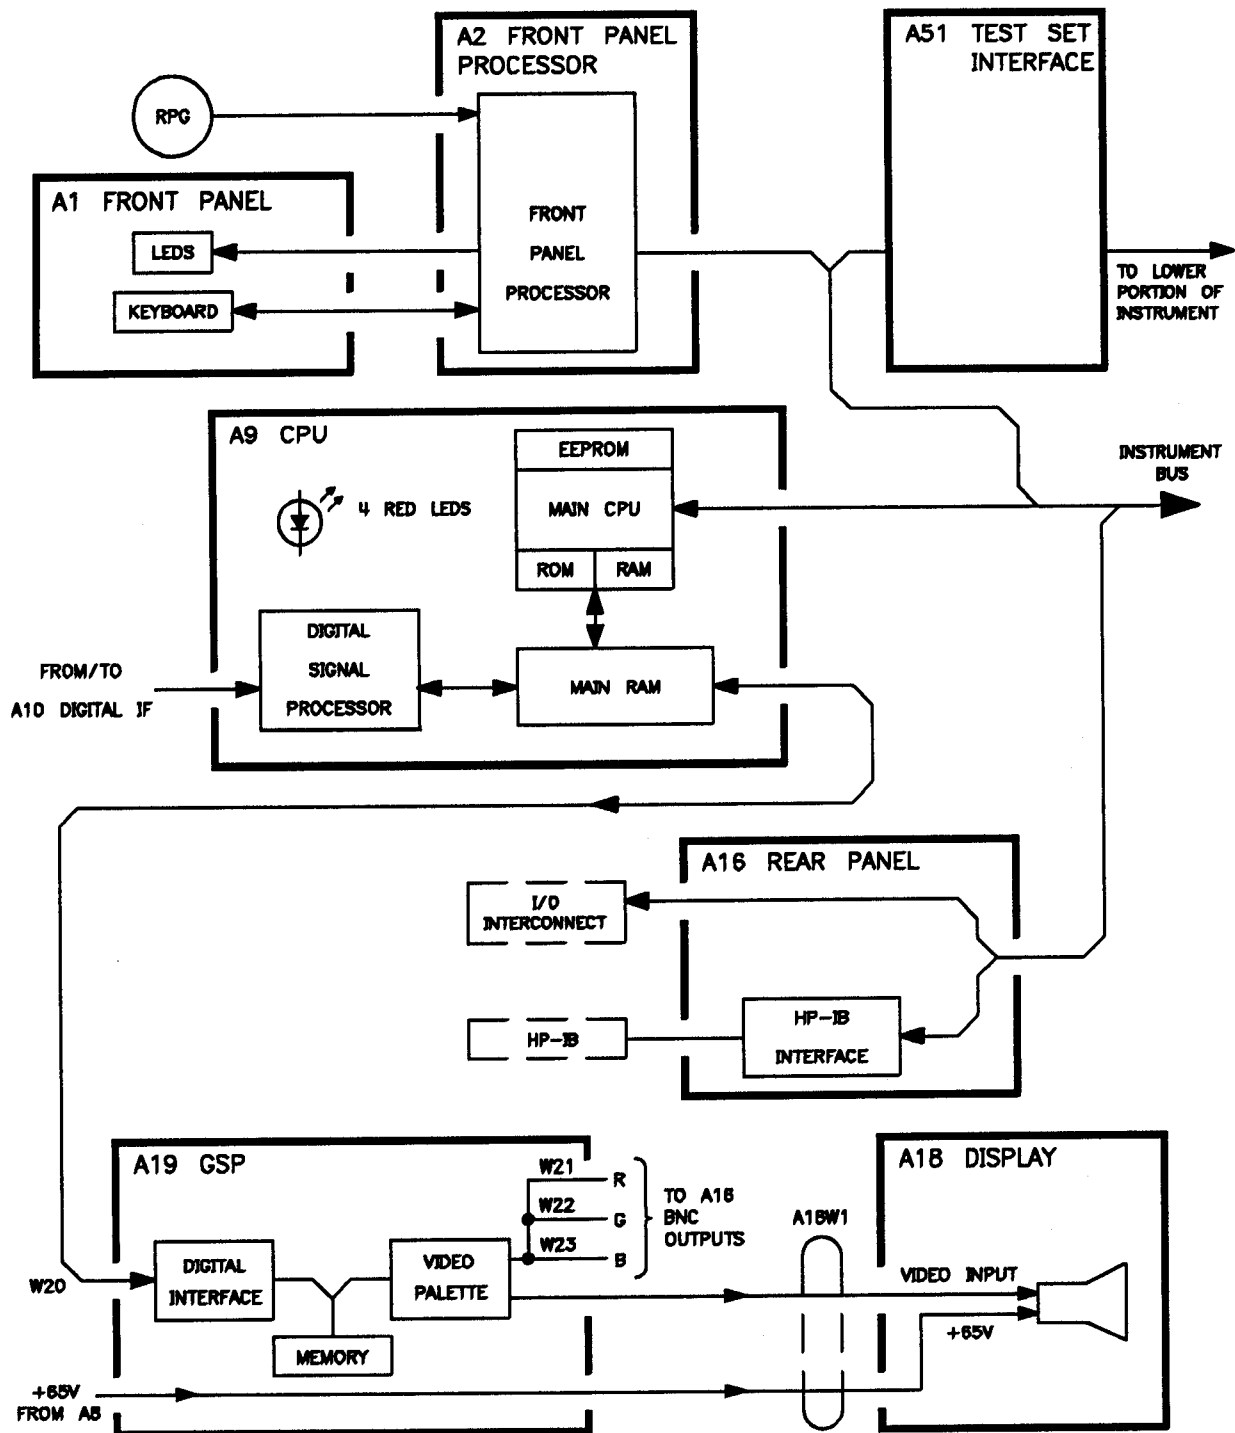 A2 FRONT PANEL
PROCESSOR
A51 TEST SET
INTERFACE
RPG
A1 FRONT PANEL
LEDS
KEYBOARD
FRONT
PANEL
PROCESSOR
TO LOWER
PORTION OF
INSTRUMENT
A9 CPU
4 RED LEDS
EEPROM
MAIN CPU
ROM
RAM
INSTRUMENT
BUS
DIGITAL
SIGNAL
PROCESSOR
MAIN RAM
FROM/TO
A10 DIGITAL IF
A16 REAR PANEL
I/O
INTERCONNECT
HP-IB
HP-IB
INTERFACE
A19 GSP
W21
R
W22
G
W23
B
TO A16
BNC
OUTPUTS
A18W1
A18 DISPLAY
W20
DIGITAL
INTERFACE
VIDEO
PALETTE
MEMORY
VIDEO INPUT
+65V
+65V
FROM A8